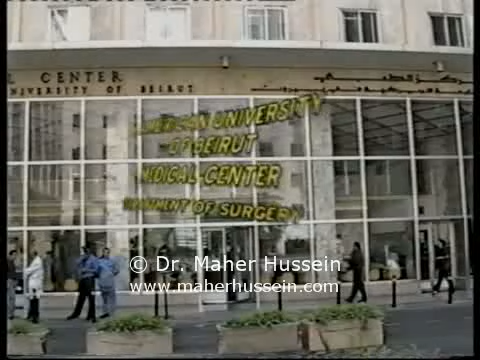 L CENTER
UNIVERSITY OF BEIRUT
AMERICAN UNIVERSITY
OF BEIRUT
MEDICAL CENTER
DEPARTMENT OF SURGERY
© Dr. Maher Hussein
www.maherhussein.com